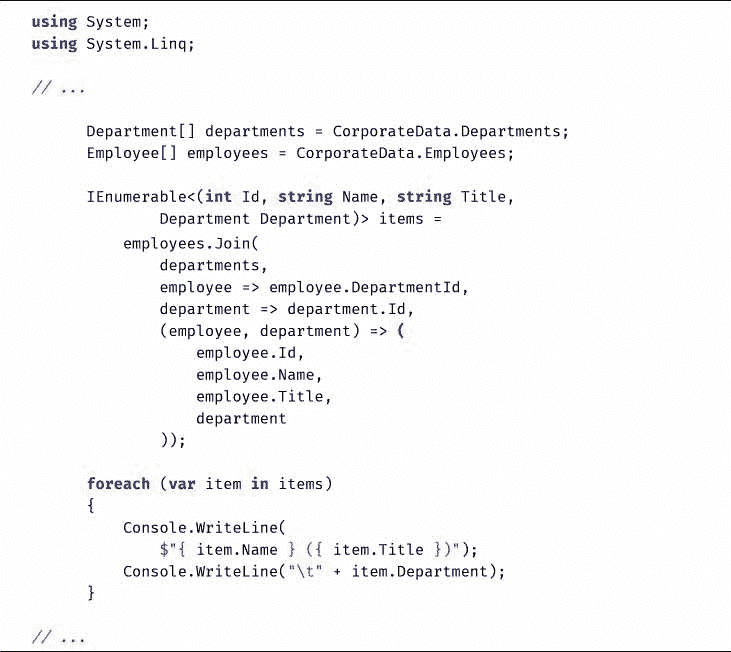 using System;
using System.Linq;
// ...
Department[] departments = CorporateData.Departments;
Employee[] employees = CorporateData.Employees;
IEnumerable<(int Id, string Name, string Title,
Department Department)> items =
employees.Join(
departments,
employee => employee.DepartmentId,
department => department.Id,
(employee, department) => (
employee.Id,
employee.Name,
employee.Title,
department
));
foreach (var item in items)
{
Console.WriteLine(
$"{ item.Name } ({ item.Title })");
Console.WriteLine("\t" + item.Department);
}
// ...